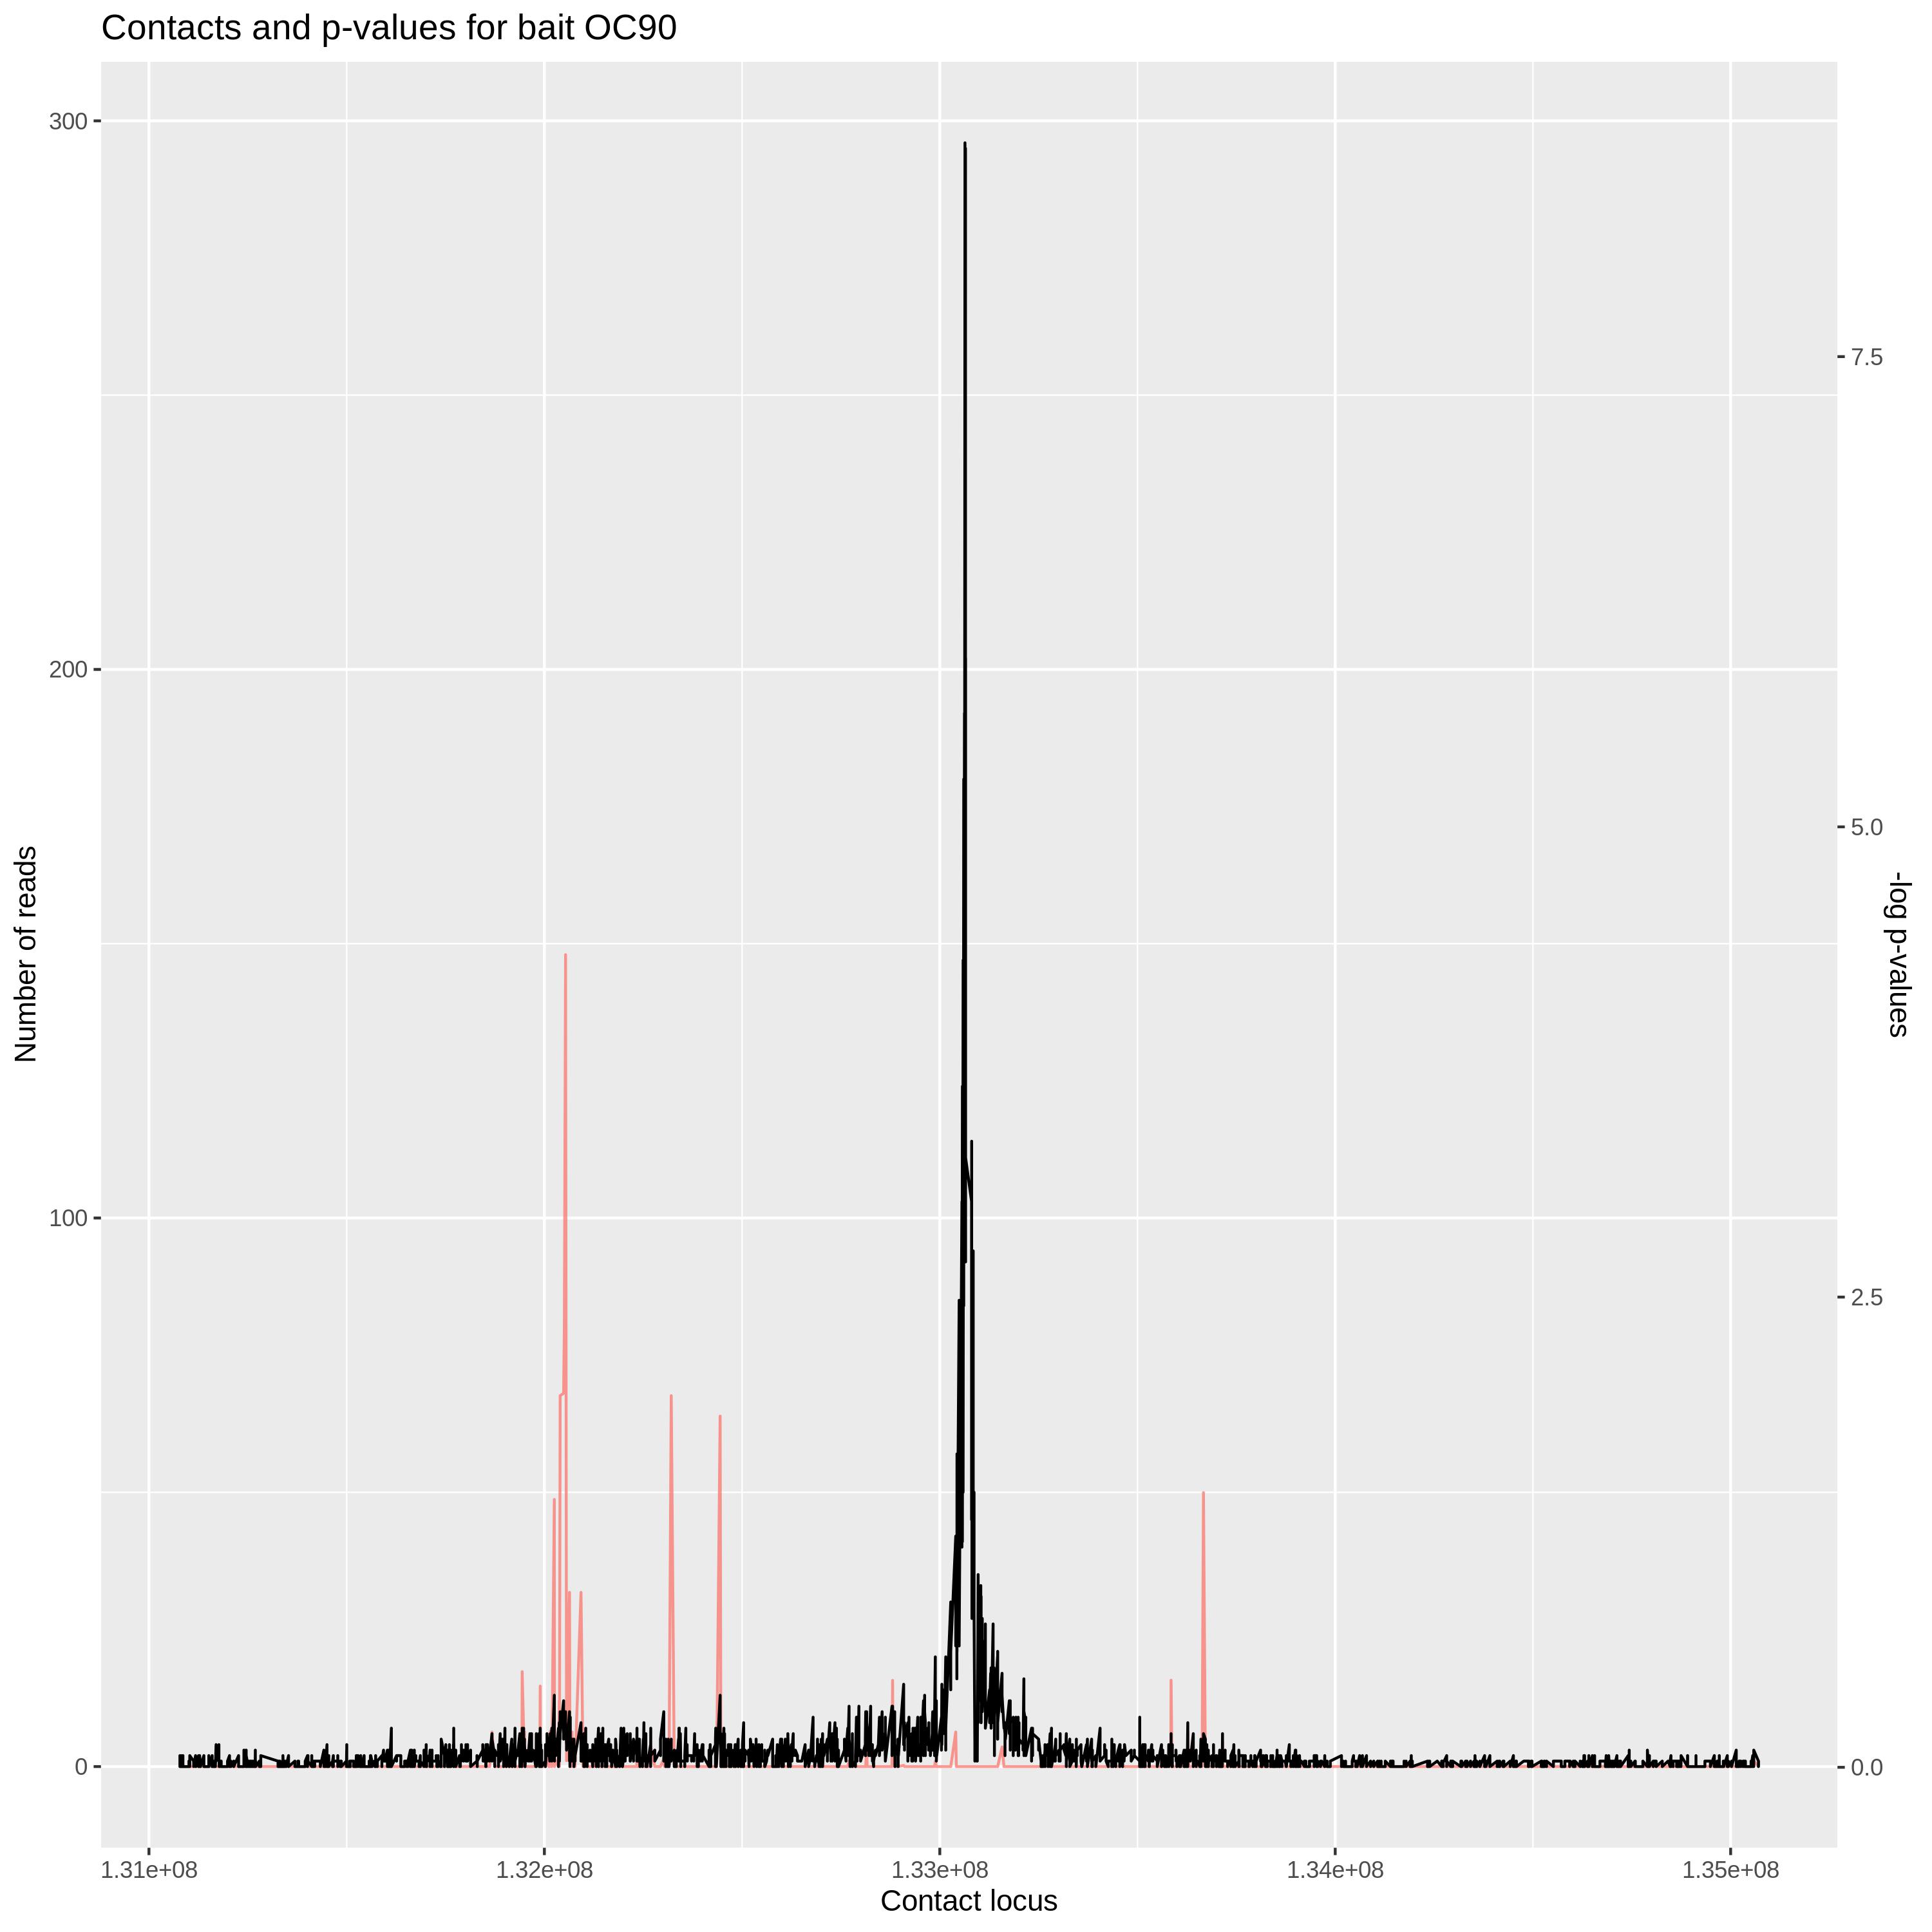 Contacts and p-values for bait OC90
300
200
100
0
Number of reads
7.5
5.0
2.5
0.0
-log p-values
1.31e+08
1.32e+08
1.33e+08
1.34e+08
1.35e+08
Contact locus